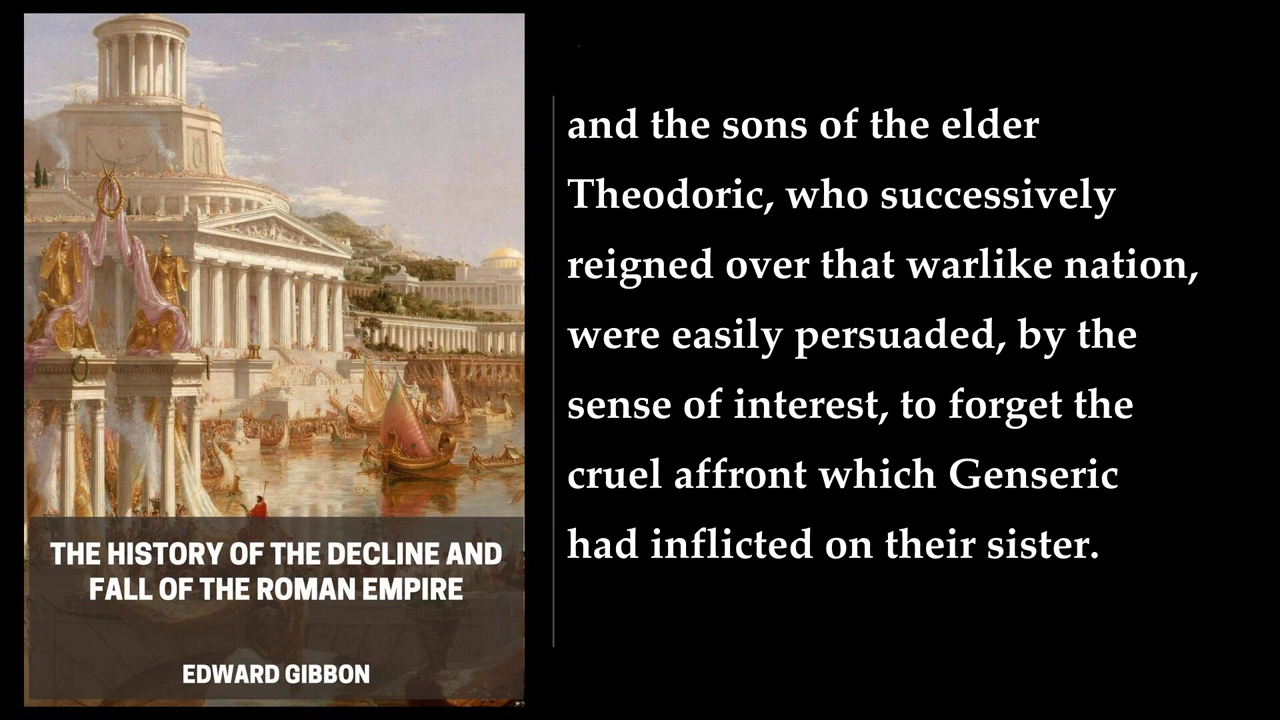 THE HISTORY OF THE DECLINE AND
FALL OF THE ROMAN EMPIRE
EDWARD GIBBON
and the sons of the elder
Theodoric, who successively
reigned over that warlike nation,
were easily persuaded, by the
sense of interest, to forget the
cruel affront which Genseric
had inflicted on their sister.